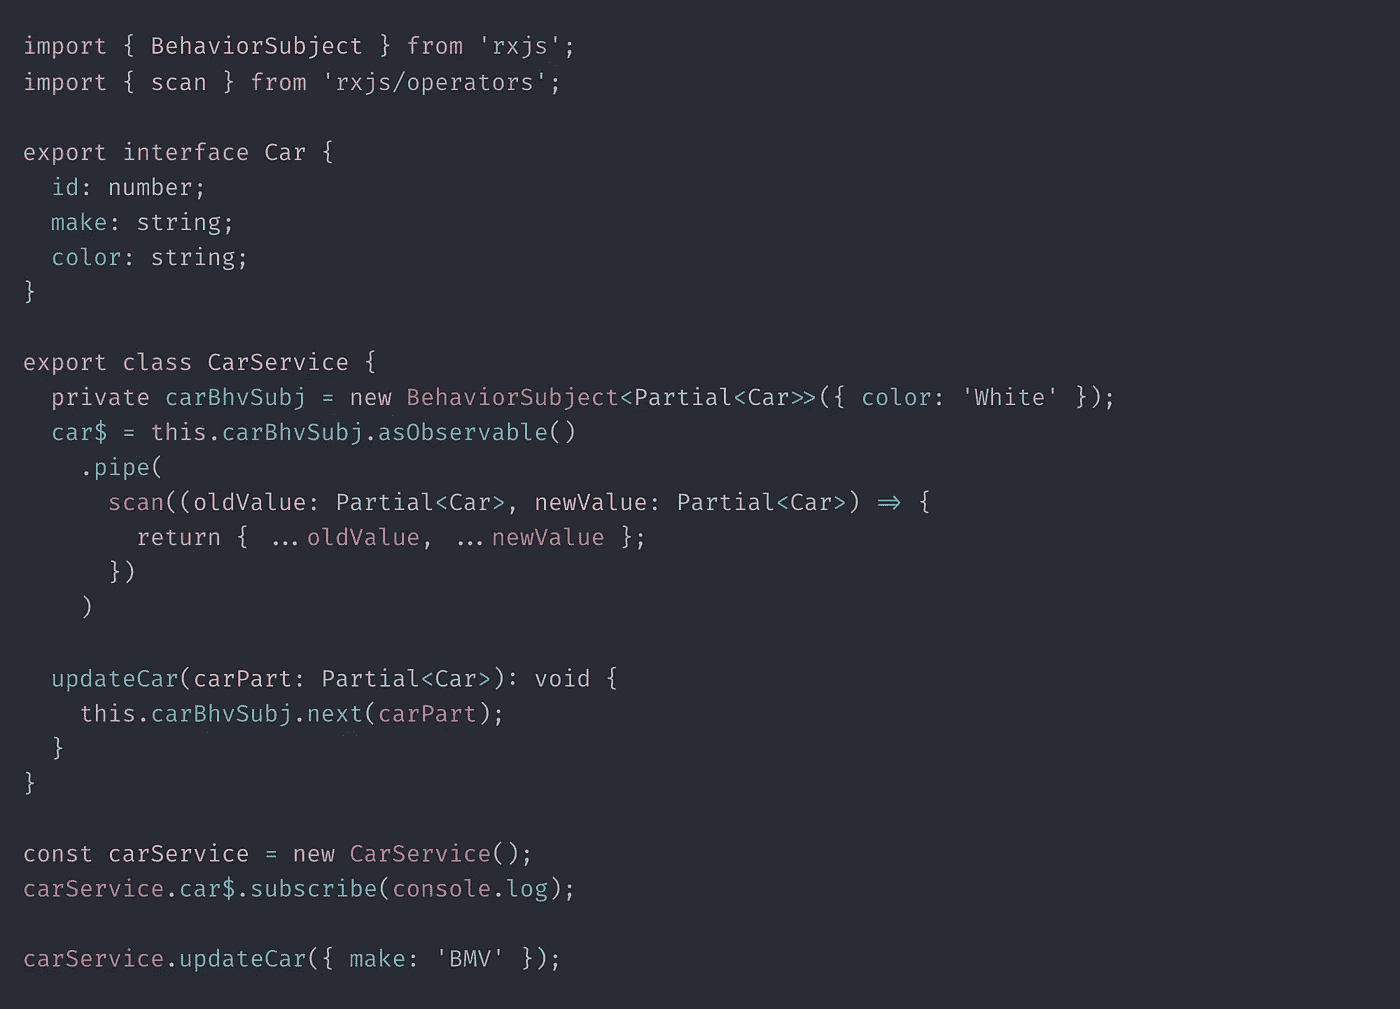 import { BehaviorSubject } from 'rxjs';
import { scan } from 'rxjs/operators';

export interface Car {
  id: number;
  make: string;
  color: string;
}

export class CarService {
  private carBhvSubj = new BehaviorSubject<Partial<Car>>({ color: 'White' });
  car$ = this.carBhvSubj.asObservable()
    .pipe(
      scan((oldValue: Partial<Car>, newValue: Partial<Car>) => {
        return { ...oldValue, ...newValue };
      })
    )

  updateCar(carPart: Partial<Car>): void {
    this.carBhvSubj.next(carPart);
  }
}

const carService = new CarService();
carService.car$.subscribe(console.log);

carService.updateCar({ make: 'BMV' });